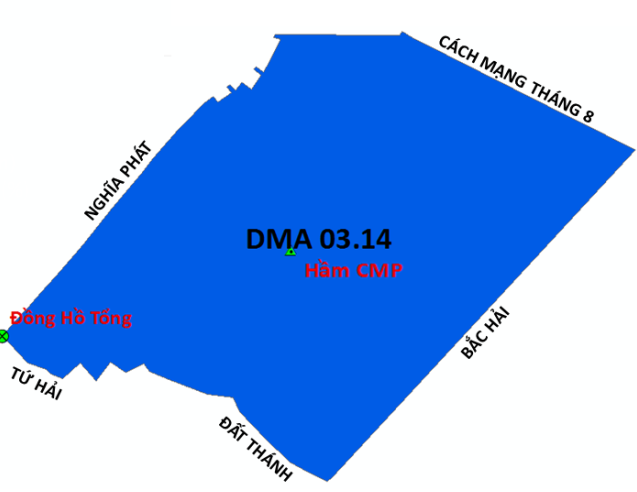 CÁCH MẠNG THÁNG 8
NGHĨA PHÁT
DMA 03.14
Hầm CMP
Đồng Hồ Tổng
BẮC HẢI
TỨ HẢI
ĐẤT THÁNH